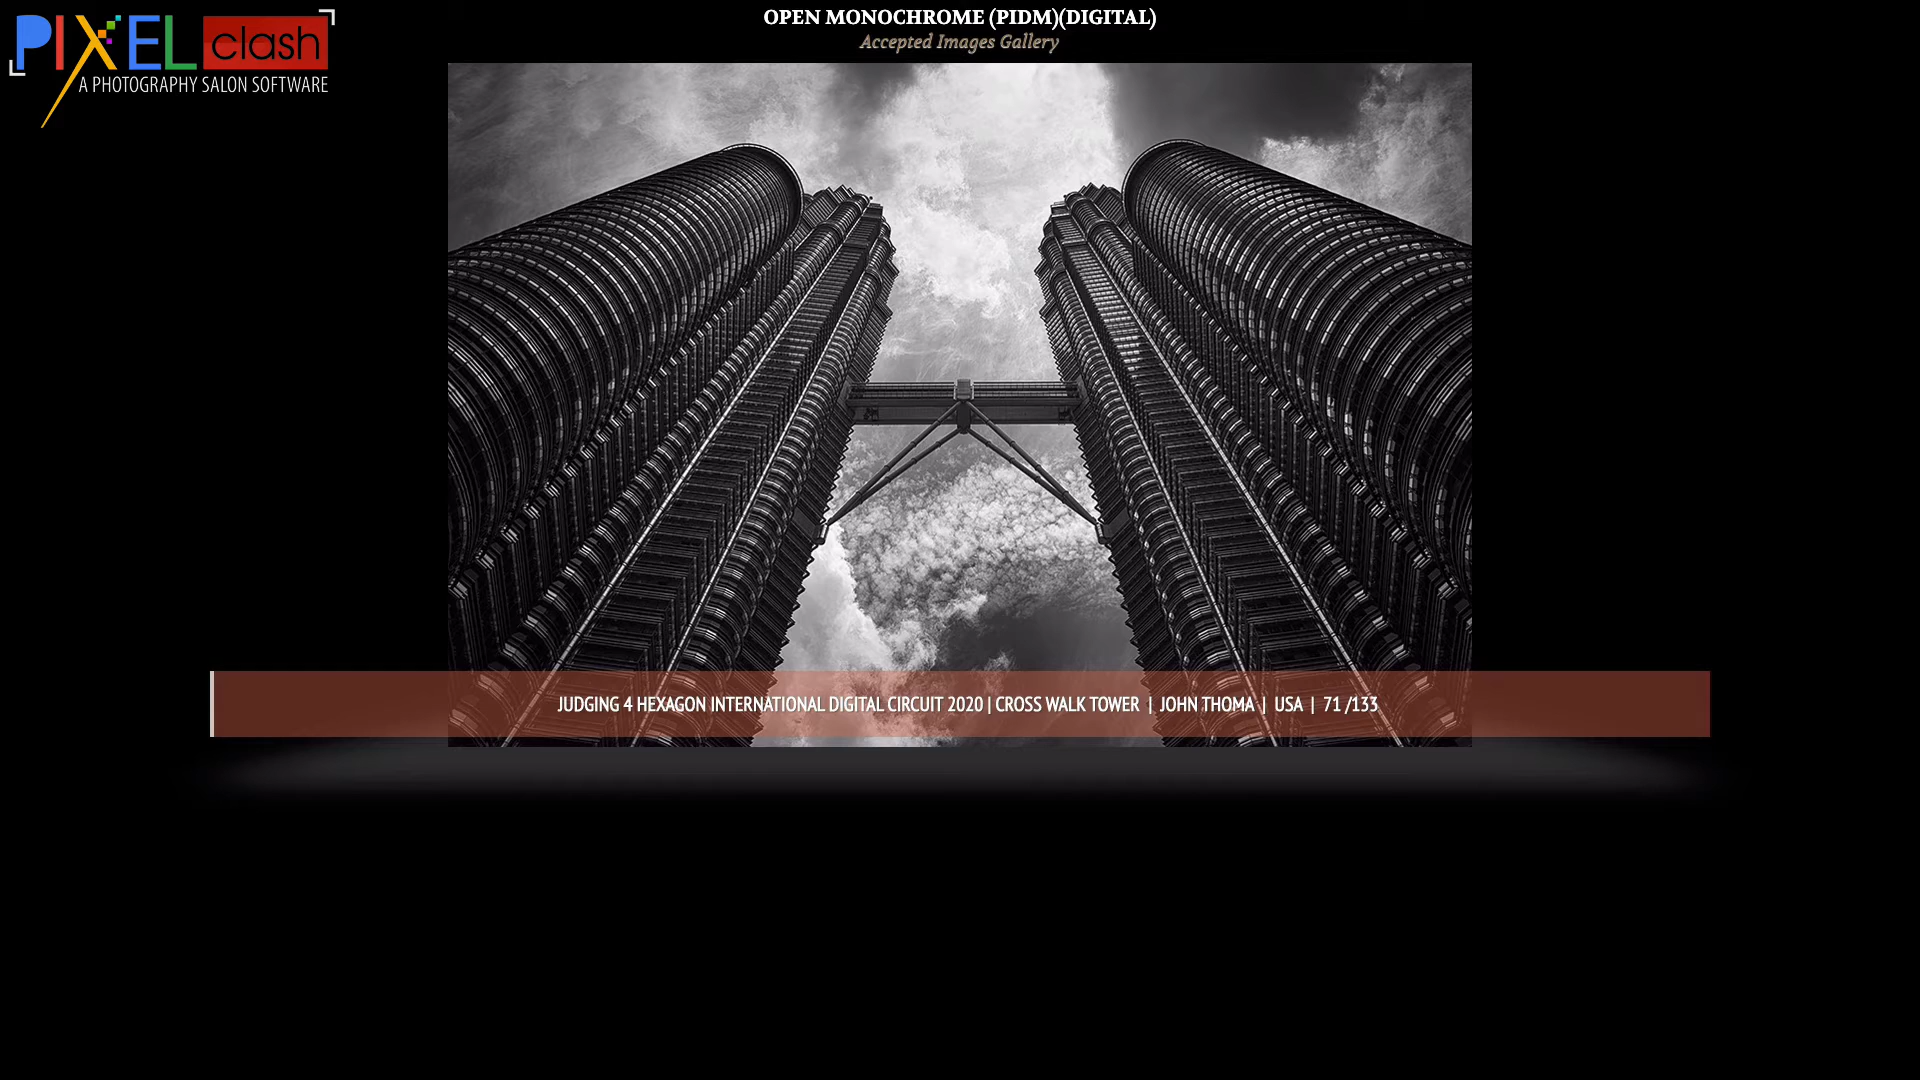 PIXEL clash
A PHOTOGRAPHY SALON SOFTWARE
OPEN MONOCHROME (PIDM)(DIGITAL)
Accepted Images Gallery
JUDGING 4 HEXAGON INTERNATIONAL DIGITAL CIRCUIT 2020 | CROSS WALK TOWER | JOHN THOMA | USA | 71 /133